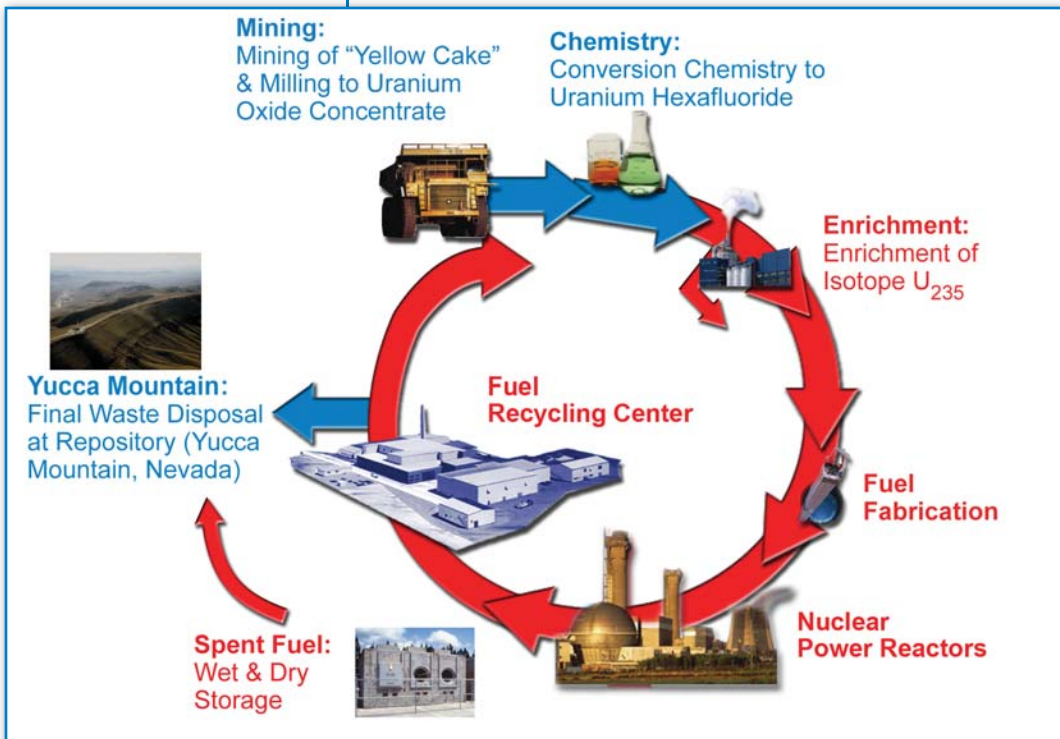 Mining:
Mining of “Yellow Cake”
& Milling to Uranium
Oxide Concentrate
Chemistry:
Conversion Chemistry to
Uranium Hexafluoride
Enrichment:
Enrichment of
Isotope U₂₃₅
Yucca Mountain:
Final Waste Disposal
at Repository (Yucca
Mountain, Nevada)
Fuel
Recycling Center
Fuel
Fabrication
Nuclear
Power Reactors
Spent Fuel:
Wet & Dry
Storage